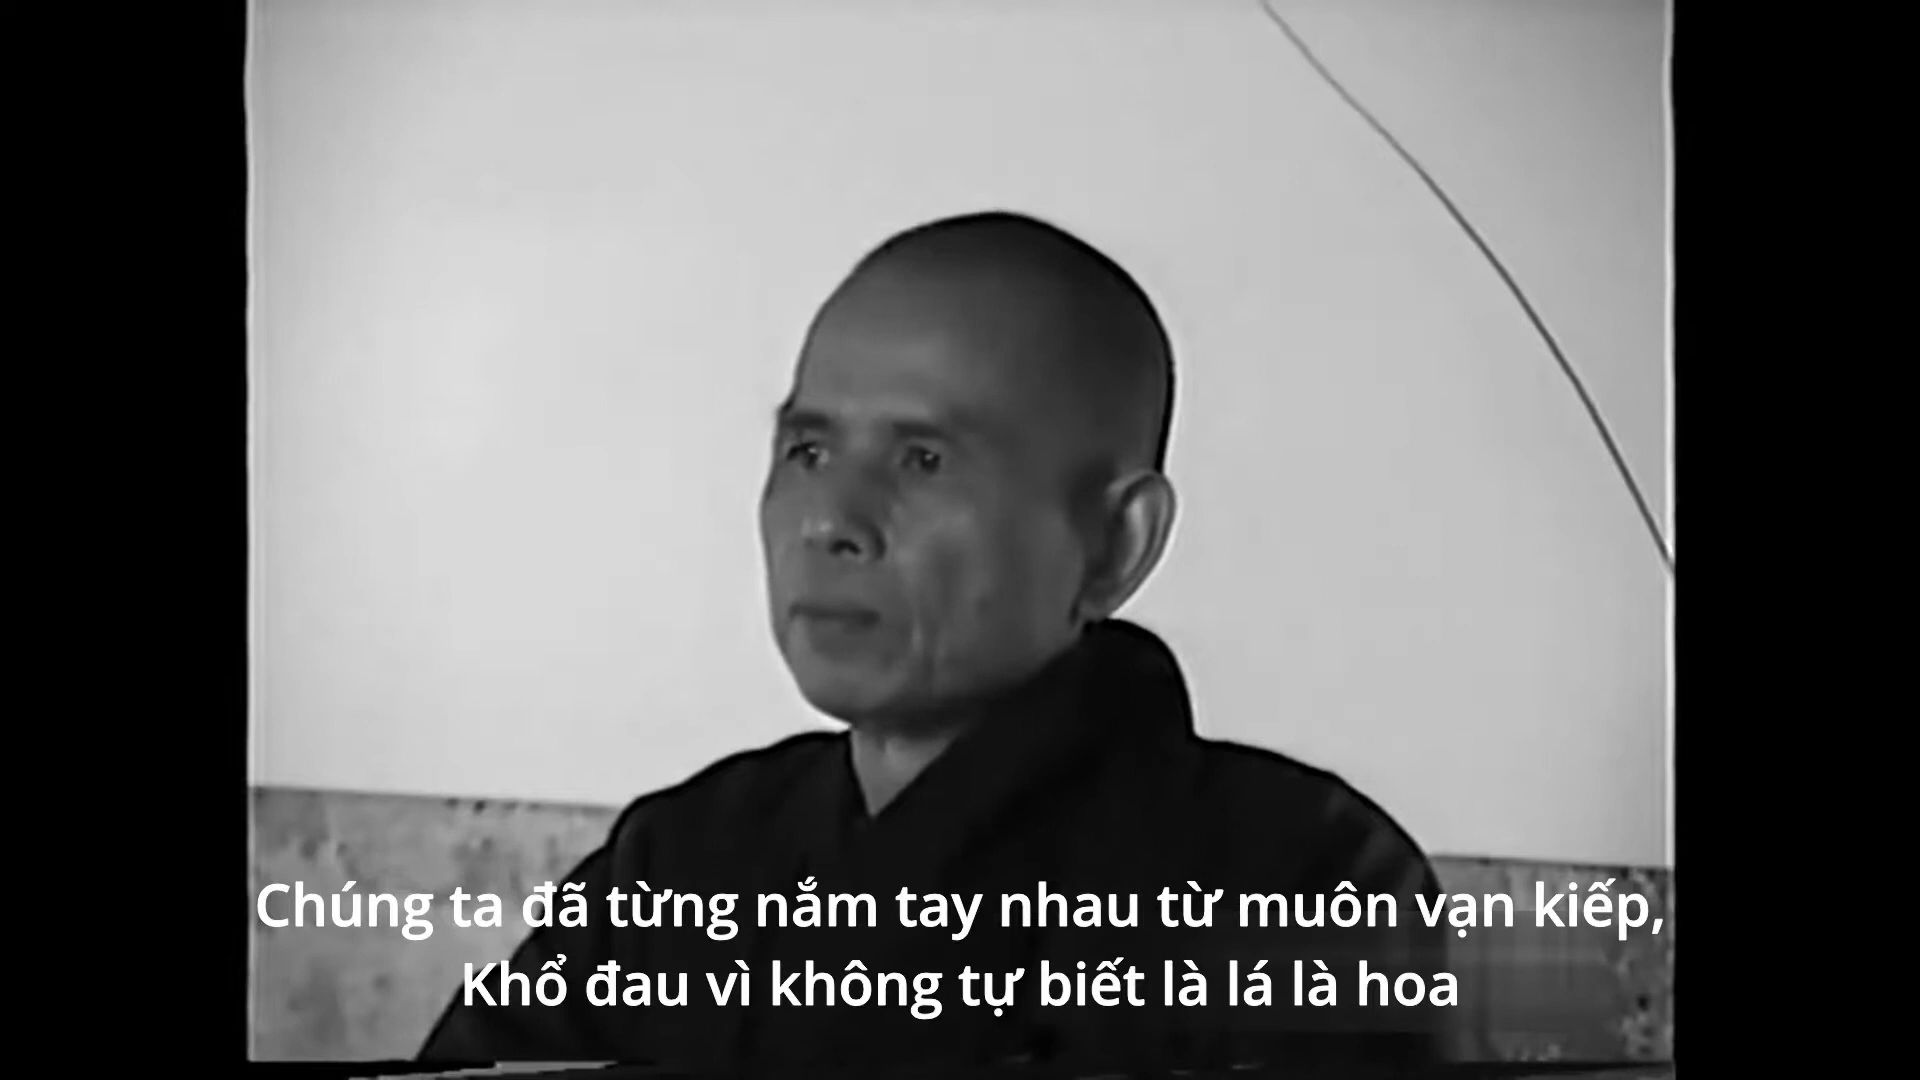 Chúng ta đã từng nắm tay nhau từ muôn vạn kiếp,
Khổ đau vì không tự biết là lá là hoa